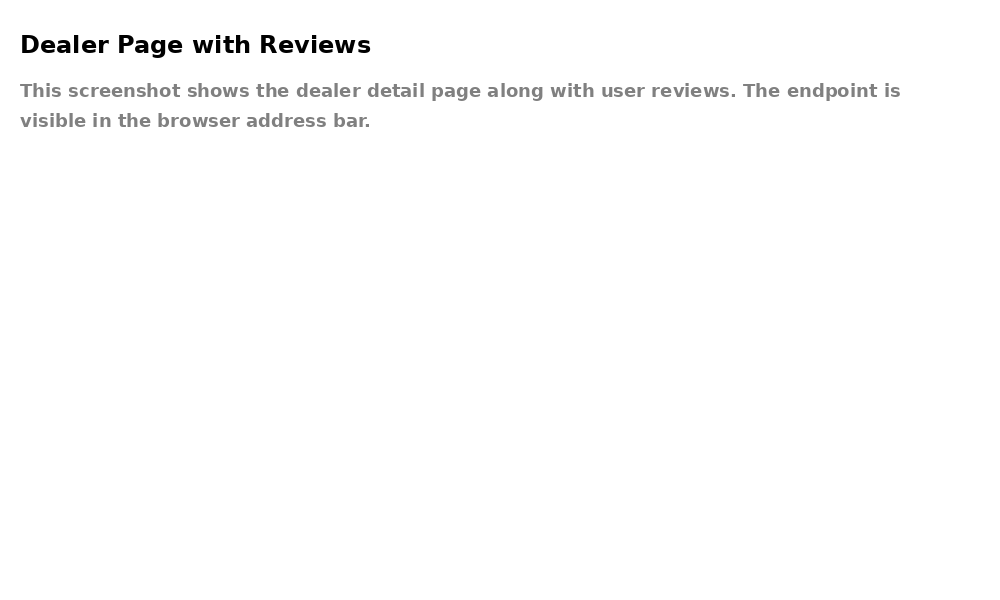 Dealer Page with Reviews
This screenshot shows the dealer detail page along with user reviews. The endpoint is
visible in the browser address bar.